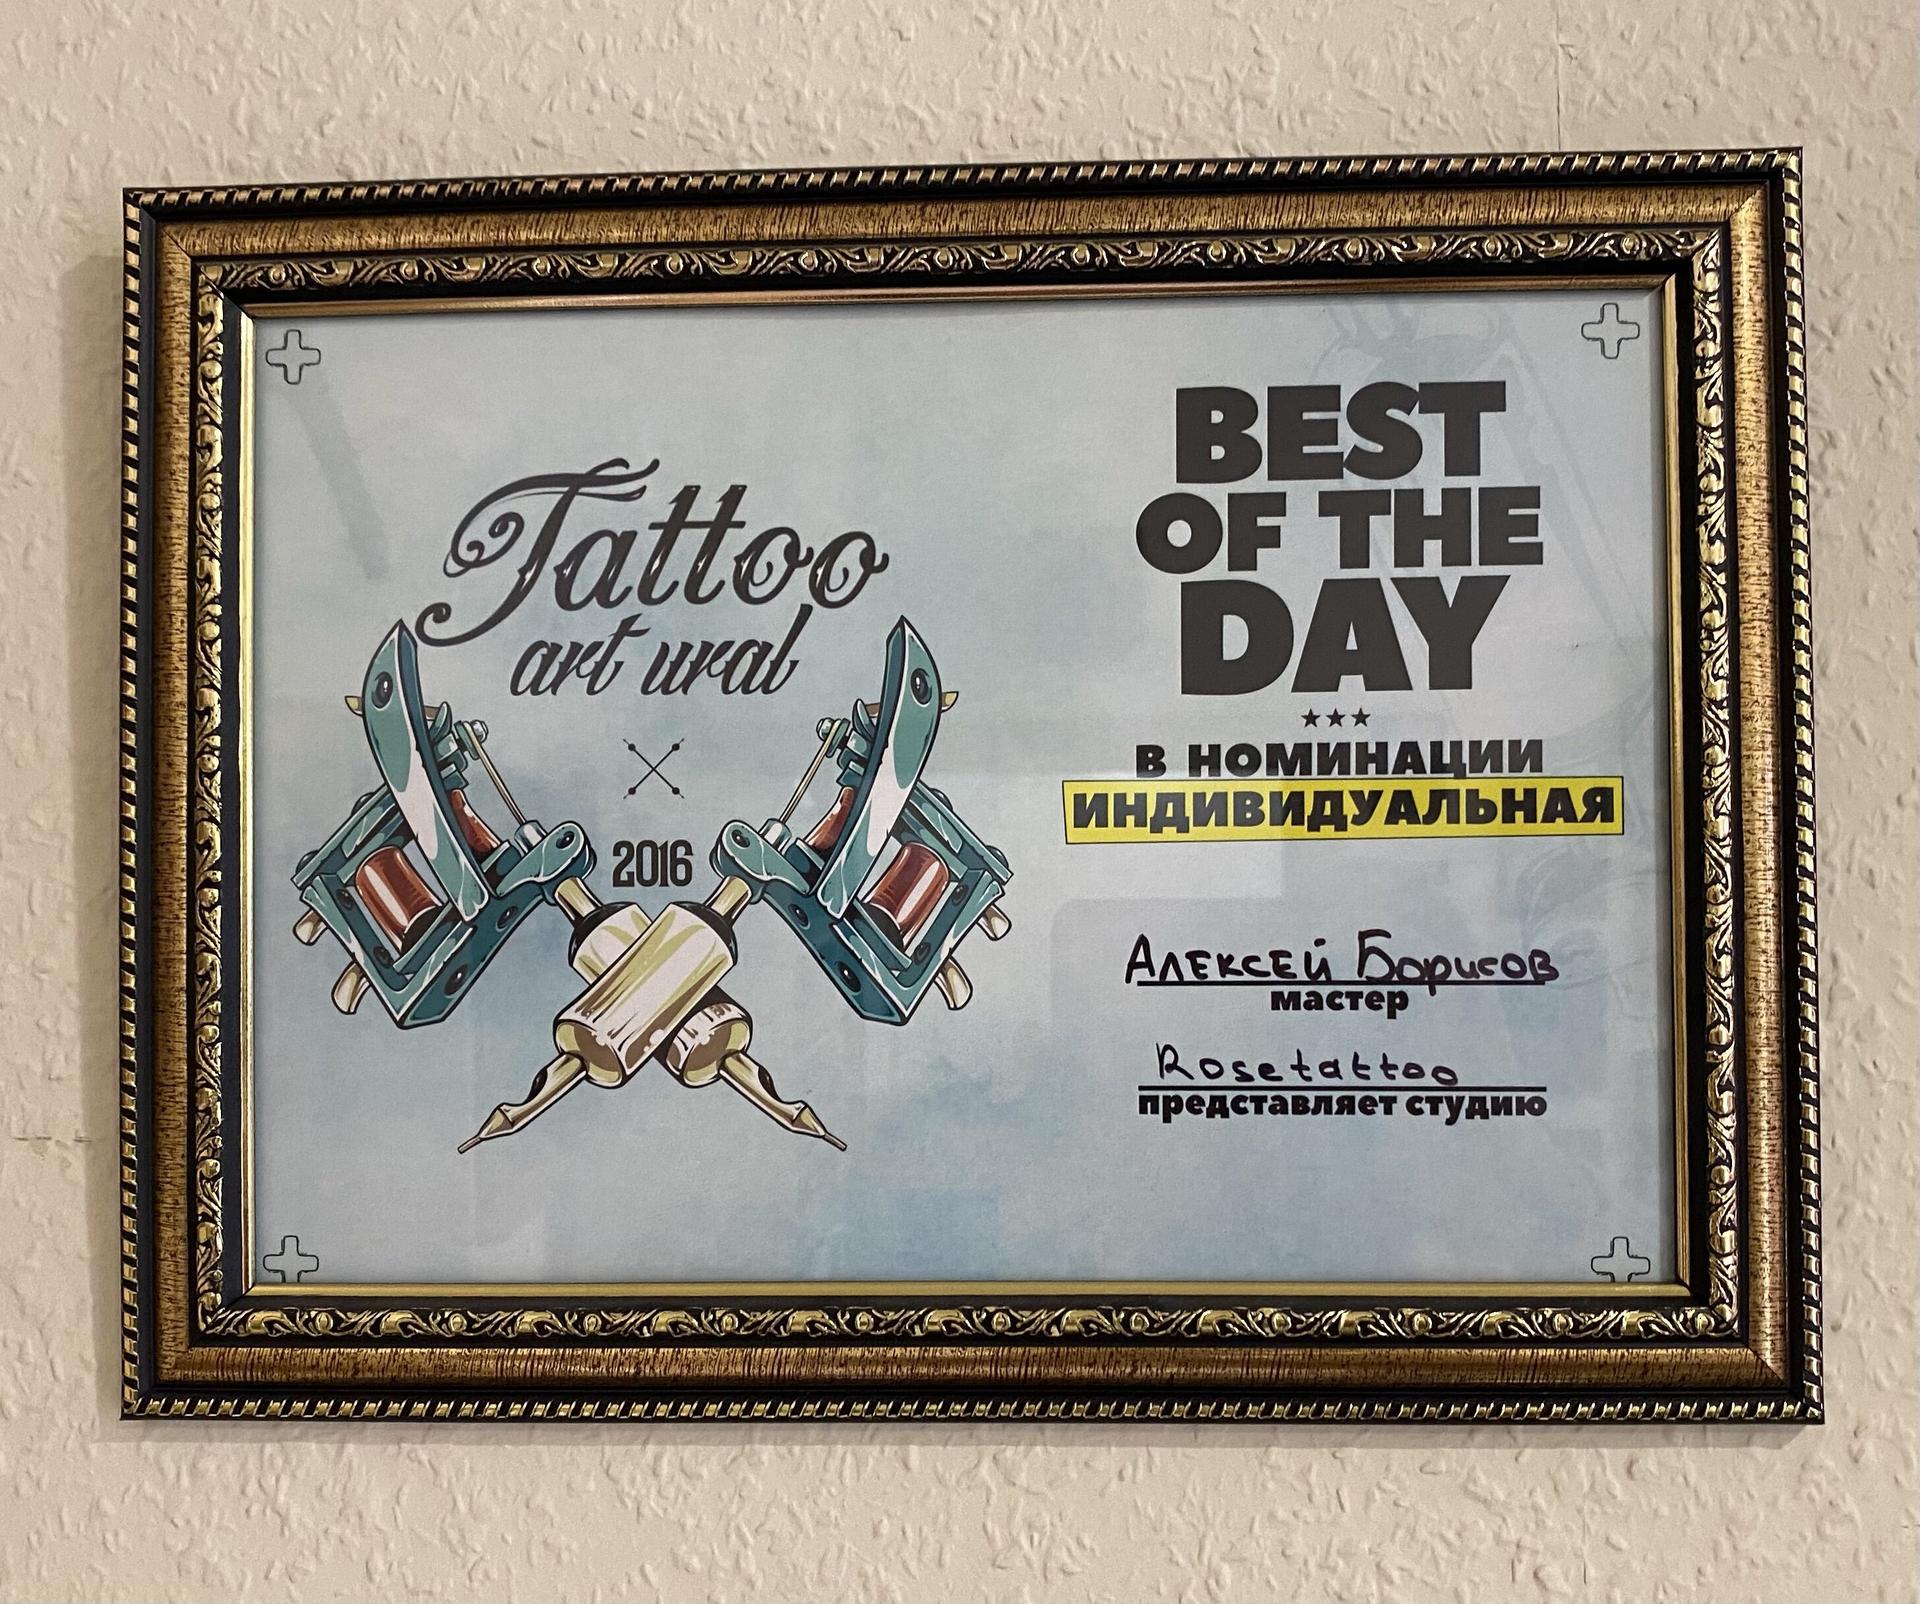 Tattoo
art ural
2016
BEST
OF THE
DAY
В НОМИНАЦИИ
ИНДИВИДУАЛЬНАЯ
Алексей Борисов
мастер
Rosetattoo
представляет студию